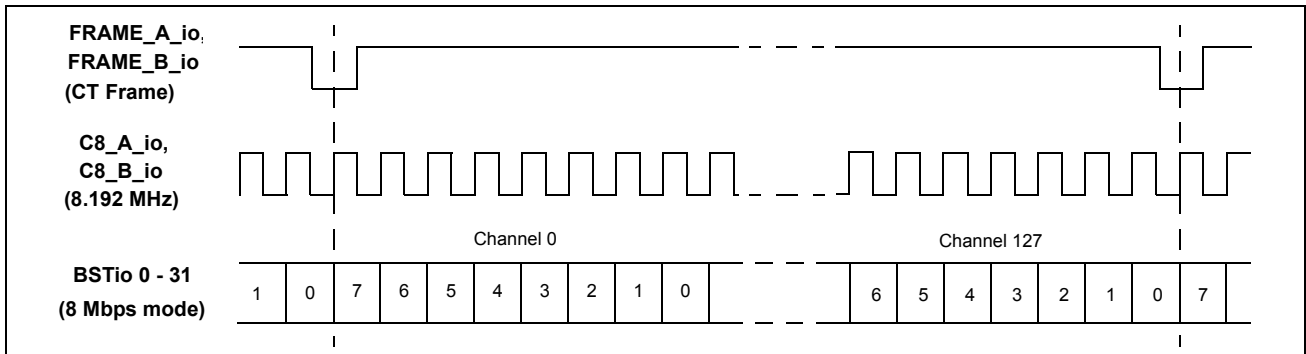 FRAME_A_io,
FRAME_B_io
(CT Frame)
C8_A_io,
C8_B_io
(8.192 MHz)
Channel 0
Channel 127
BSTio 0 - 31
(8 Mbps mode)
1 0 7 6 5 4 3 2 1 0 6 5 4 3 2 1 0 7